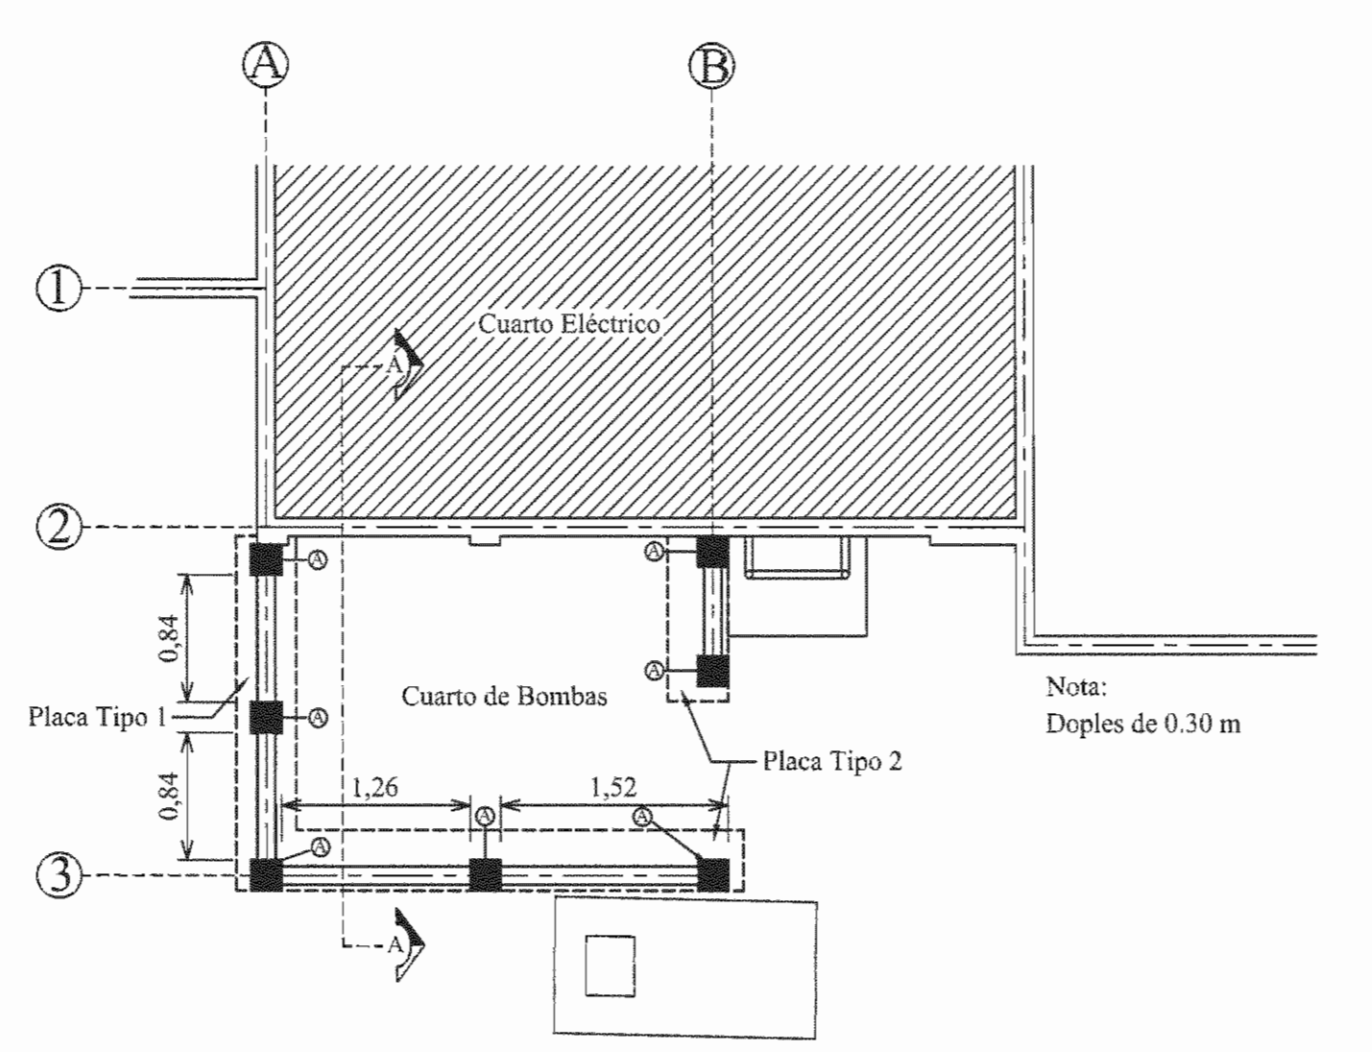 A
B
1
Cuarto Eléctrico
A
2
A
A
0,84
A
Cuarto de Bombas
Nota:
Doples de 0.30 m
Placa Tipo 1
A
Placa Tipo 2
0,84
1,26
1,52
A
A
A
3
A